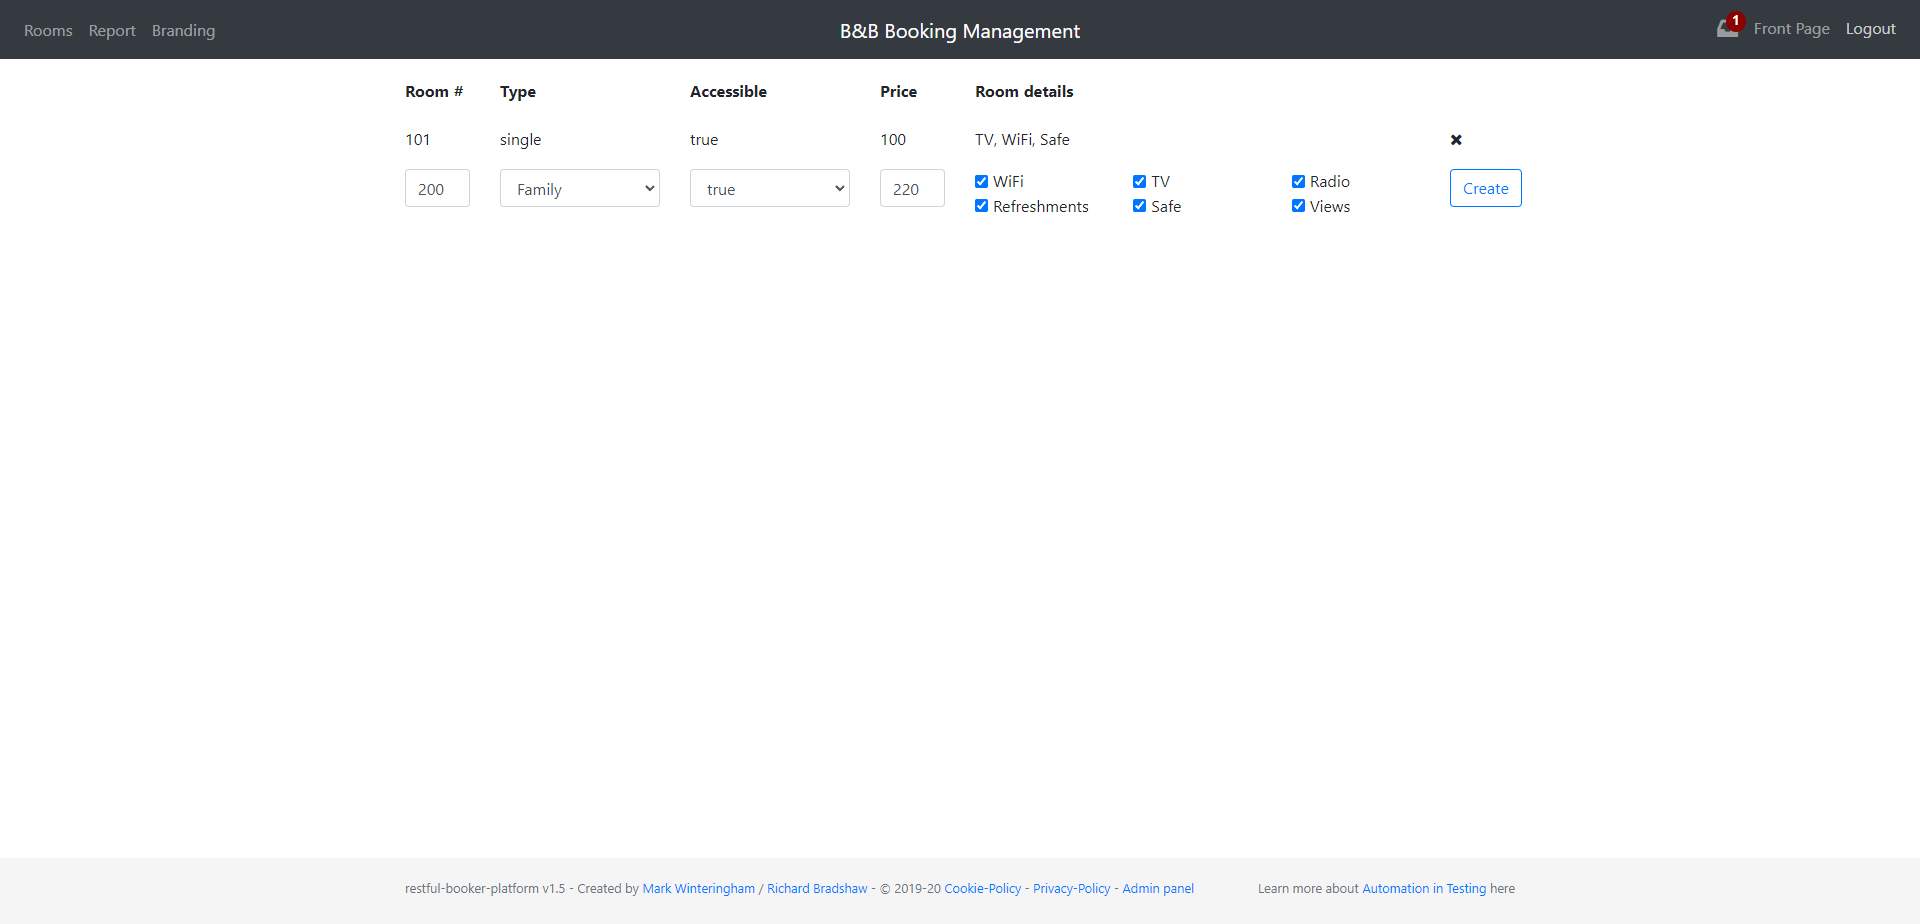 Rooms Report Branding B&B Booking Management 1 Front Page Logout
Room # Type Accessible Price Room details
101 single true 100 TV, WiFi, Safe
200 Family true 220 WiFi TV Radio Create
Refreshments Safe Views
restful-booker-platform v1.5 - Created by Mark Winteringham / Richard Bradshaw - © 2019-20 Cookie-Policy - Privacy-Policy - Admin panel Learn more about Automation in Testing here